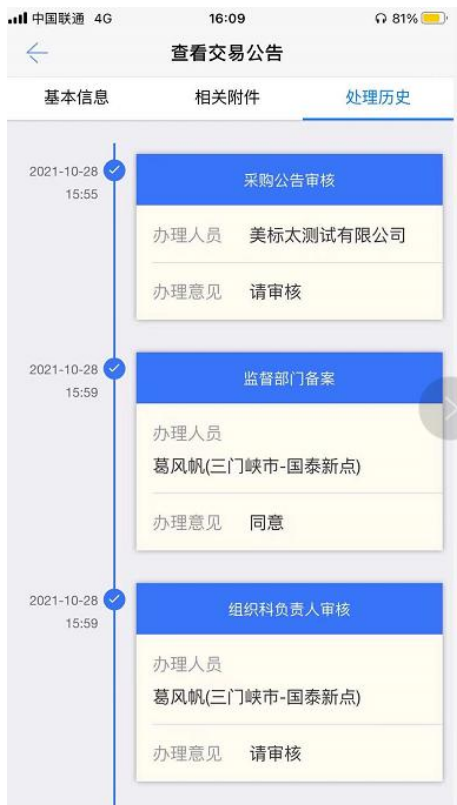 中国联通 4G 16:09 81%
查看交易公告
基本信息 相关附件 处理历史
2021-10-28 采购公告审核
15:55
办理人员 美标太测试有限公司
办理意见 请审核
2021-10-28 监督部门备案
15:59
办理人员
葛风帆(三门峡市-国泰新点)
办理意见 同意
2021-10-28 组织科负责人审核
15:59
办理人员
葛风帆(三门峡市-国泰新点)
办理意见 请审核